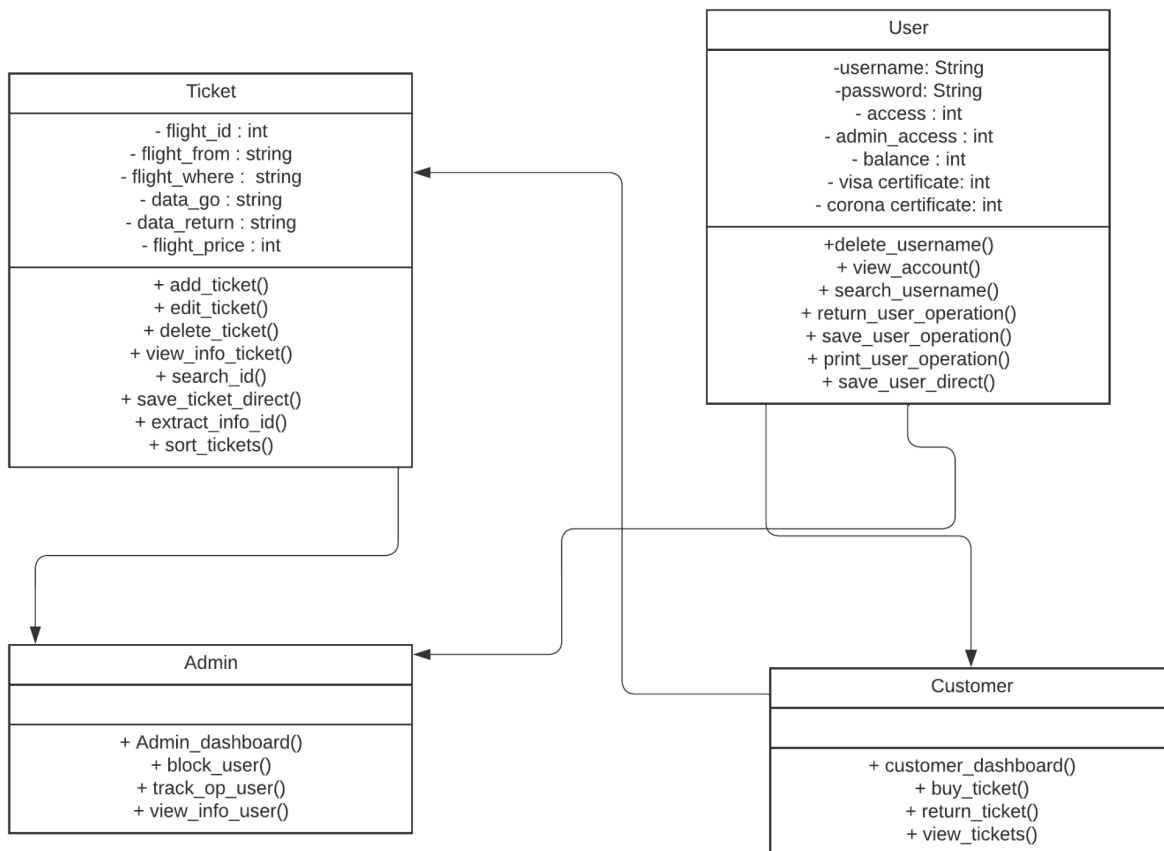 Ticket
- flight_id : int
- flight_from : string
- flight_where :  string
- data_go : string
- data_return : string
- flight_price : int
+ add_ticket()
+ edit_ticket()
+ delete_ticket()
+ view_info_ticket()
+ search_id()
+ save_ticket_direct()
+ extract_info_id()
+ sort_tickets()
User
-username: String
-password: String
- access : int
- admin_access : int
- balance : int
- visa certificate: int
- corona certificate: int
+delete_username()
+ view_account()
+ search_username()
+ return_user_operation()
+ save_user_operation()
+ print_user_operation()
+ save_user_direct()
Admin
+ Admin_dashboard()
+ block_user()
+ track_op_user()
+ view_info_user()
Customer
+ customer_dashboard()
+ buy_ticket()
+ return_ticket()
+ view_tickets()